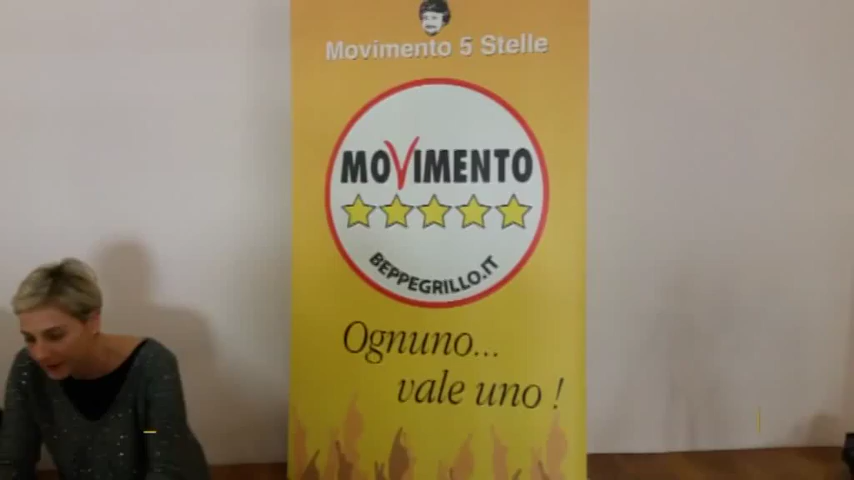 Movimento 5 Stelle
MOVIMENTO
BEPPEGRILLO.IT
Ognuno...
vale uno !